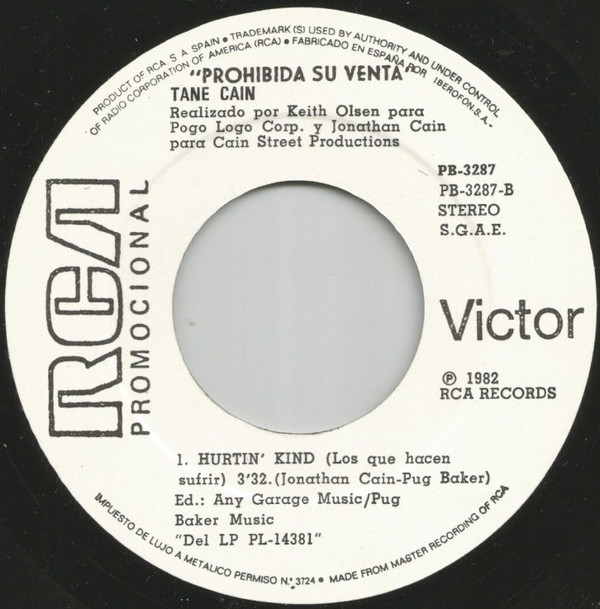 PRODUCT OF RCA, S. A. SPAIN • TRADEMARK (S) USED BY AUTHORITY AND UNDER CONTROL
OF RADIO CORPORATION OF AMERICA (RCA) • FABRICADO EN ESPAÑA POR IBEROFON. S.A.-
"PROHIBIDA SU VENTA"
TANE CAIN
Realizado por Keith Olsen para
Pogo Logo Corp. y Jonathan Cain
para Cain Street Productions
PB-3287
PB-3287-B
STEREO
S.G.A.E.
RCA
PROMOCIONAL
Victor
Ⓟ 1982
RCA RECORDS
1. HURTIN' KIND (Los que hacen
sufrir) 3'32.(Jonathan Cain-Pug Baker)
Ed.: Any Garage Music/Pug
Baker Music
"Del LP PL-14381"
IMPUESTO DE LUJO A METALICO PERMISO N.º 3724 • MADE FROM MASTER RECORDING OF RCA